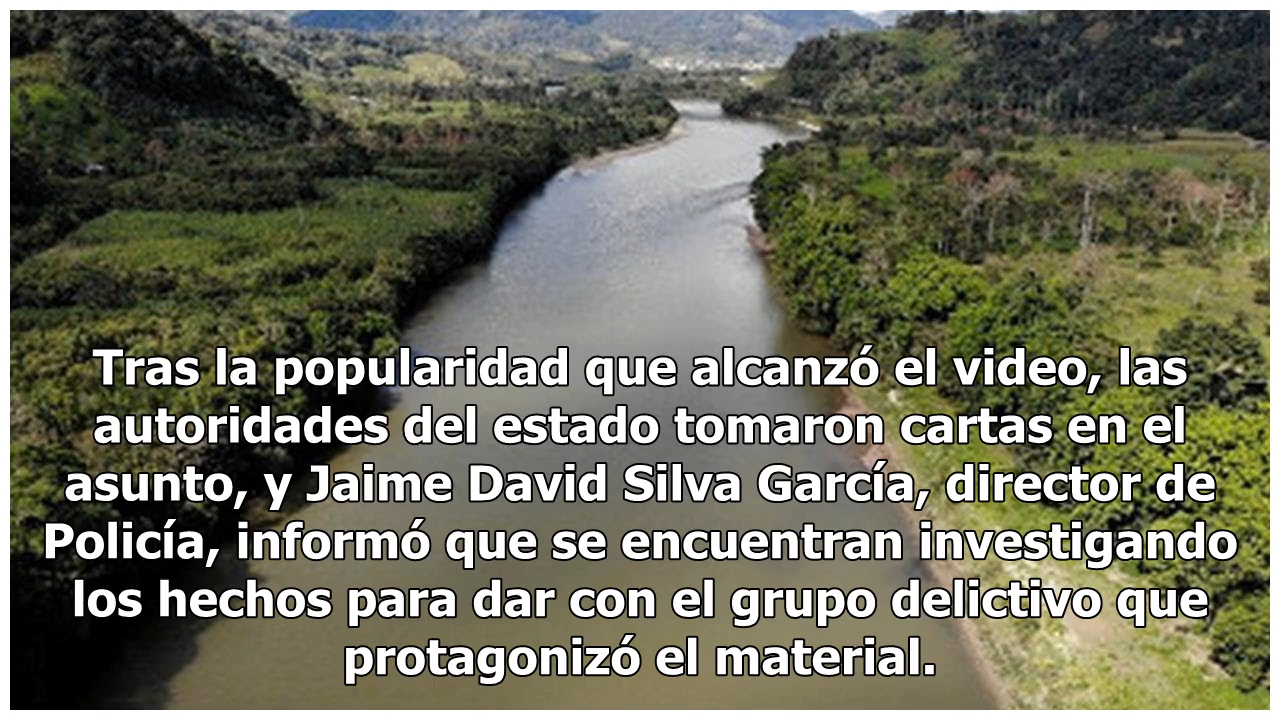 Tras la popularidad que alcanzó el video, las
autoridades del estado tomaron cartas en el
asunto, y Jaime David Silva García, director de
Policía, informó que se encuentran investigando
los hechos para dar con el grupo delictivo que
protagonizó el material.